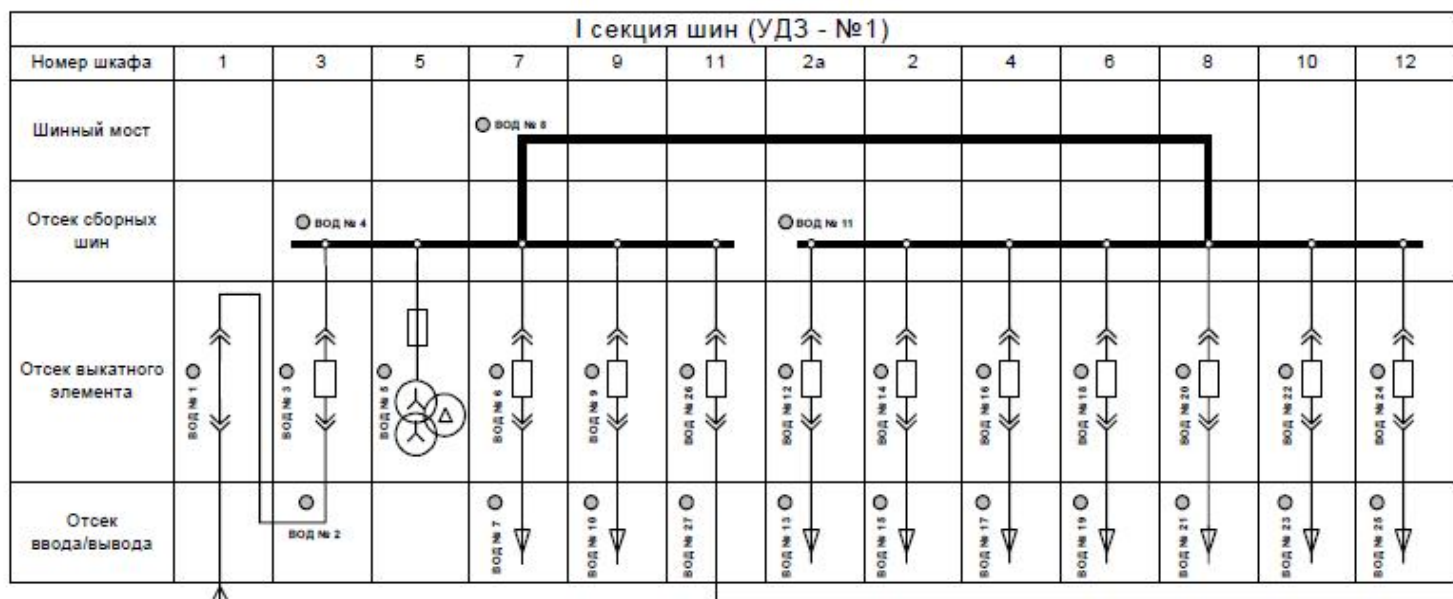 I секция шин (УДЗ - №1)
Номер шкафа 1 3 5 7 9 11 2а 2 4 6 8 10 12
Шинный мост
ВОД № 8
Отсек сборных
шин
ВОД № 4
ВОД № 11
Отсек выкатного
элемента
ВОД № 1
ВОД № 3
ВОД № 5
ВОД № 6
ВОД № 9
ВОД № 26
ВОД № 12
ВОД № 14
ВОД № 16
ВОД № 18
ВОД № 20
ВОД № 22
ВОД № 24
Отсек
ввода/вывода
ВОД № 2
ВОД № 7
ВОД № 10
ВОД № 27
ВОД № 13
ВОД № 15
ВОД № 17
ВОД № 19
ВОД № 21
ВОД № 23
ВОД № 25